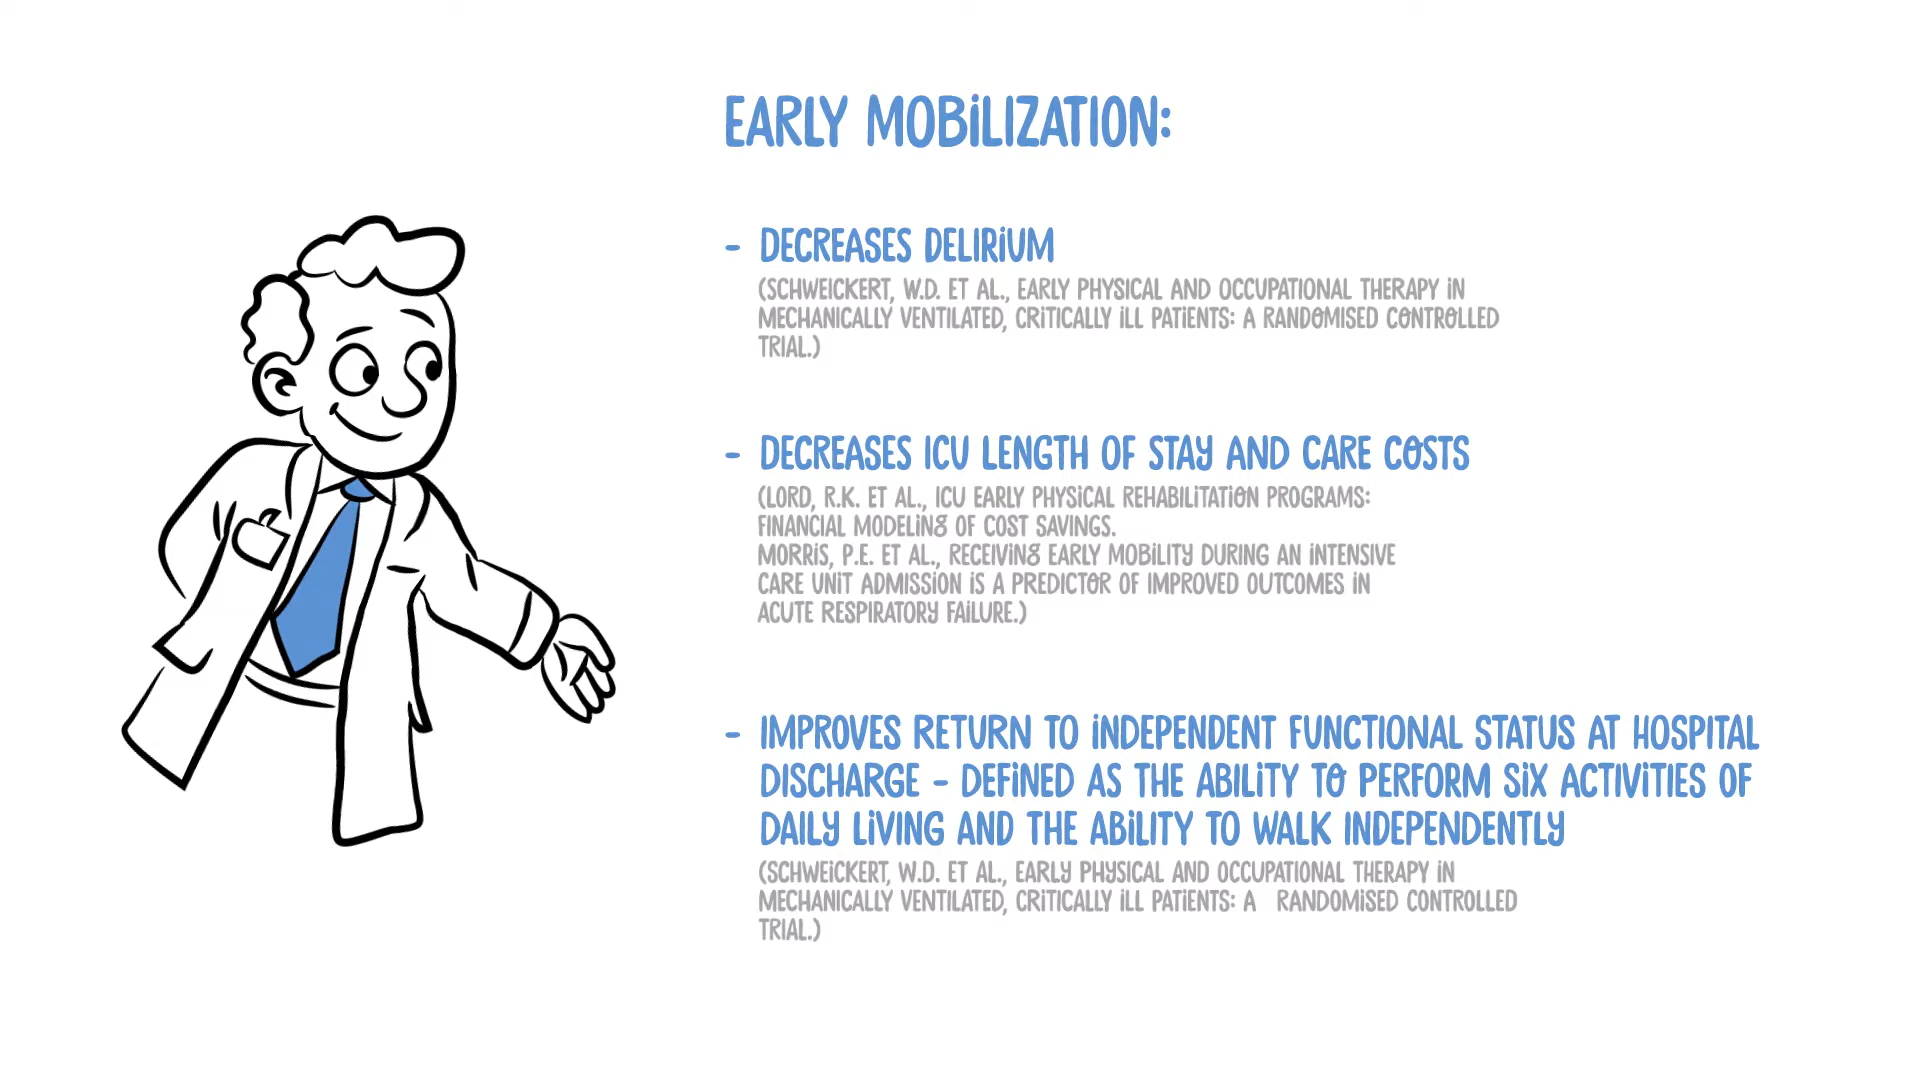 EARLY MOBILIZATION:
- DECREASES DELIRIUM
(SCHWEICKERT, W.D. ET AL., EARLY PHYSICAL AND OCCUPATIONAL THERAPY IN
MECHANICALLY VENTILATED, CRITICALLY ILL PATIENTS: A RANDOMISED CONTROLLED
TRIAL.)
- DECREASES ICU LENGTH OF STAY AND CARE COSTS
(LORD, R.K. ET AL., ICU EARLY PHYSICAL REHABILITATION PROGRAMS:
FINANCIAL MODELING OF COST SAVINGS.
MORRIS, P.E. ET AL., RECEIVING EARLY MOBILITY DURING AN INTENSIVE
CARE UNIT ADMISSION IS A PREDICTOR OF IMPROVED OUTCOMES IN
ACUTE RESPIRATORY FAILURE.)
- IMPROVES RETURN TO INDEPENDENT FUNCTIONAL STATUS AT HOSPITAL
DISCHARGE - DEFINED AS THE ABILITY TO PERFORM SIX ACTIVITIES OF
DAILY LIVING AND THE ABILITY TO WALK INDEPENDENTLY
(SCHWEICKERT, W.D. ET AL., EARLY PHYSICAL AND OCCUPATIONAL THERAPY IN
MECHANICALLY VENTILATED, CRITICALLY ILL PATIENTS: A RANDOMISED CONTROLLED
TRIAL.)